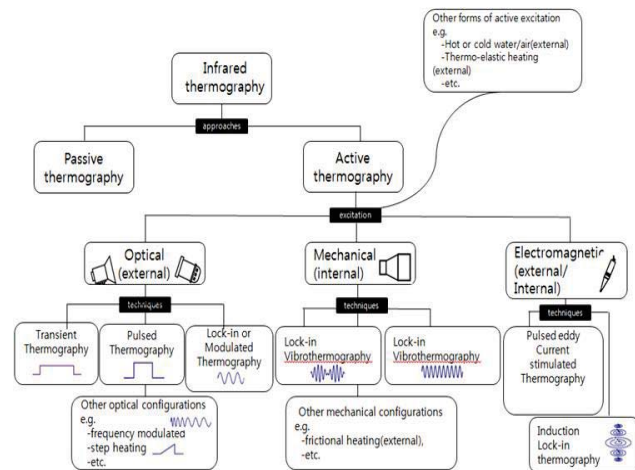 Other forms of active excitation
e.g.
-Hot or cold water/air(external)
-Thermo-elastic heating
(external)
-etc.
Infrared
thermography
approaches
Passive
thermography
Active
thermography
excitation
Optical
(external)
Mechanical
(internal)
Electromagnetic
(external/
Internal)
techniques
techniques
techniques
Transient
Thermography
Pulsed
Thermography
Lock-in or
Modulated
Thermography
Lock-in
Vibrothermography
Lock-in
Vibrothermography
Pulsed eddy
Current
stimulated
Thermography
Other optical configurations
e.g.
-frequency modulated
-step heating
-etc.
Other mechanical configurations
e.g.
-frictional heating(external),
-etc.
Induction
Lock-in
thermography